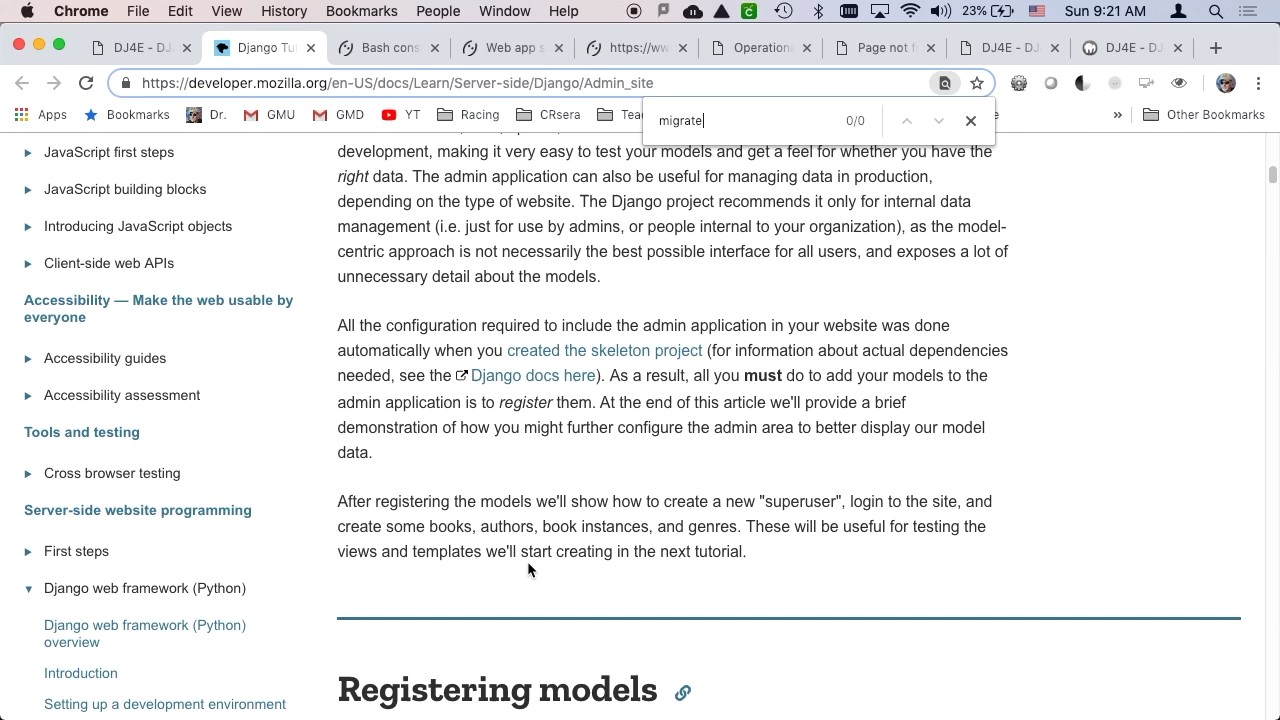 Chrome File Edit View History Bookmarks People Window Help 23% Sun 9:21 AM
DJ4E - DJ Django Tut Bash cons Web app s https://ww Operation Page not f DJ4E - DJ DJ4E - DJ
https://developer.mozilla.org/en-US/docs/Learn/Server-side/Django/Admin_site
Apps Bookmarks Dr. GMU GMD YT Racing CRsera Tea Other Bookmarks
migrate 0/0
JavaScript first steps
JavaScript building blocks
Introducing JavaScript objects
Client-side web APIs
Accessibility — Make the web usable by
everyone
Accessibility guides
Accessibility assessment
Tools and testing
Cross browser testing
Server-side website programming
First steps
Django web framework (Python)
Django web framework (Python)
overview
Introduction
Setting up a development environment
development, making it very easy to test your models and get a feel for whether you have the
right data. The admin application can also be useful for managing data in production,
depending on the type of website. The Django project recommends it only for internal data
management (i.e. just for use by admins, or people internal to your organization), as the model-
centric approach is not necessarily the best possible interface for all users, and exposes a lot of
unnecessary detail about the models.
All the configuration required to include the admin application in your website was done
automatically when you created the skeleton project (for information about actual dependencies
needed, see the Django docs here). As a result, all you must do to add your models to the
admin application is to register them. At the end of this article we'll provide a brief
demonstration of how you might further configure the admin area to better display our model
data.
After registering the models we'll show how to create a new "superuser", login to the site, and
create some books, authors, book instances, and genres. These will be useful for testing the
views and templates we'll start creating in the next tutorial.
Registering models